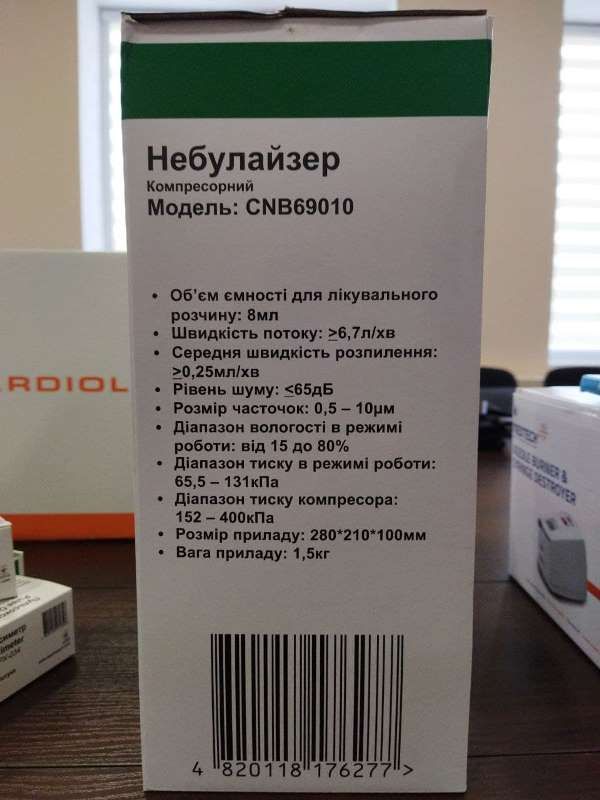 Небулайзер
Компресорний
Модель: CNB69010
• Об'єм ємності для лікувального
розчину: 8мл
• Швидкість потоку: ≥6,7л/хв
• Середня швидкість розпилення:
≥0,25мл/хв
• Рівень шуму: ≤65дБ
• Розмір часточок: 0,5 – 10μм
• Діапазон вологості в режимі
роботи: від 15 до 80%
• Діапазон тиску в режимі роботи:
65,5 – 131кПа
• Діапазон тиску компресора:
152 – 400кПа
• Розмір приладу: 280*210*100мм
• Вага приладу: 1,5кг
4 820118 176277 >
RDIOL
NEEDLE BURNER &
DESTROYER